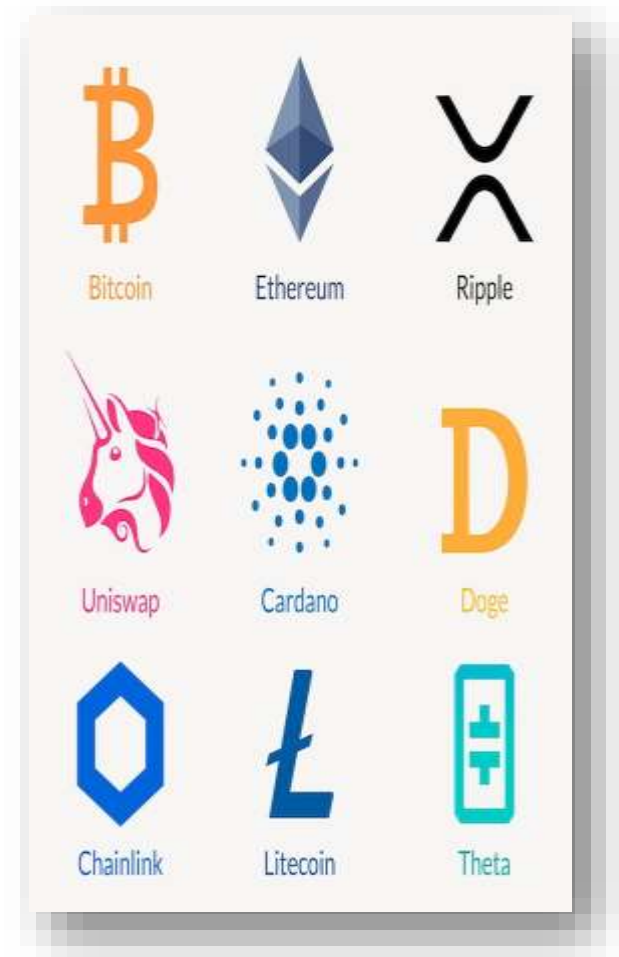 Bitcoin
Ethereum
Ripple
Uniswap
Cardano
Doge
Chainlink
Litecoin
Theta